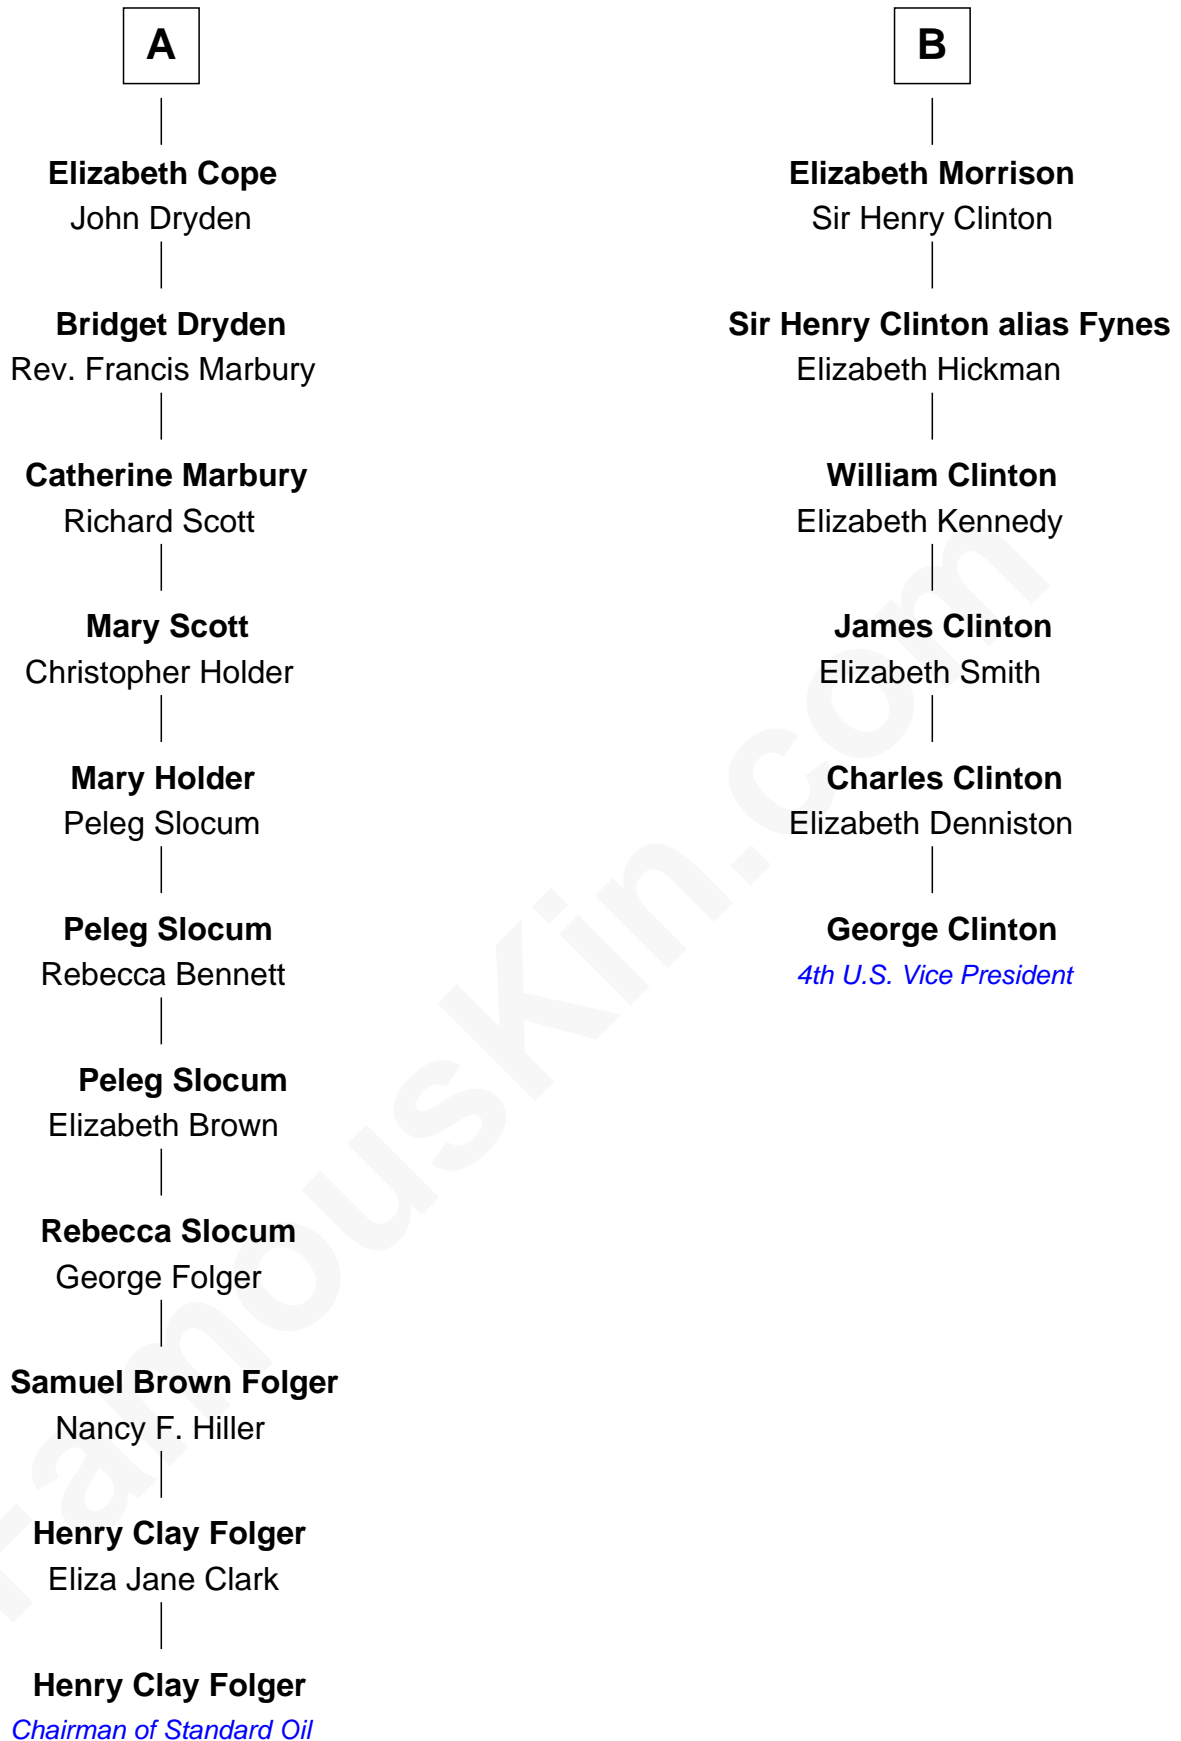 A
Elizabeth Cope
John Dryden
Bridget Dryden
Rev. Francis Marbury
Catherine Marbury
Richard Scott
Mary Scott
Christopher Holder
Mary Holder
Peleg Slocum
Peleg Slocum
Rebecca Bennett
Peleg Slocum
Elizabeth Brown
Rebecca Slocum
George Folger
Samuel Brown Folger
Nancy F. Hiller
Henry Clay Folger
Eliza Jane Clark
Henry Clay Folger
Chairman of Standard Oil
B
Elizabeth Morrison
Sir Henry Clinton
Sir Henry Clinton alias Fynes
Elizabeth Hickman
William Clinton
Elizabeth Kennedy
James Clinton
Elizabeth Smith
Charles Clinton
Elizabeth Denniston
George Clinton
4th U.S. Vice President
FamousKin.com